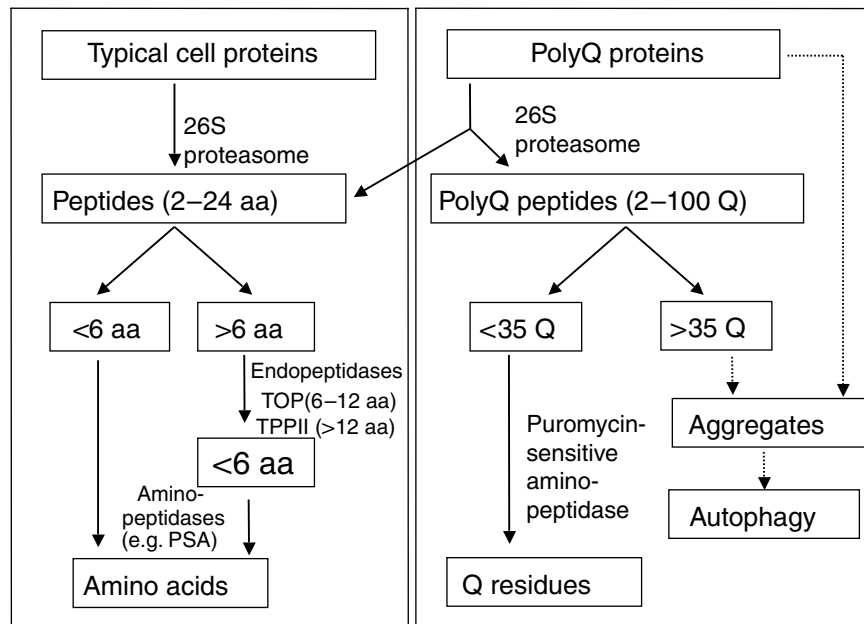 Typical cell proteins
26S
proteasome
Peptides (2–24 aa)
<6 aa
>6 aa
Endopeptidases
TOP(6–12 aa)
TPPII (>12 aa)
<6 aa
Amino-
peptidases
(e.g. PSA)
Amino acids
PolyQ proteins
26S
proteasome
PolyQ peptides (2–100 Q)
<35 Q
>35 Q
Puromycin-
sensitive
amino-
peptidase
Aggregates
Autophagy
Q residues